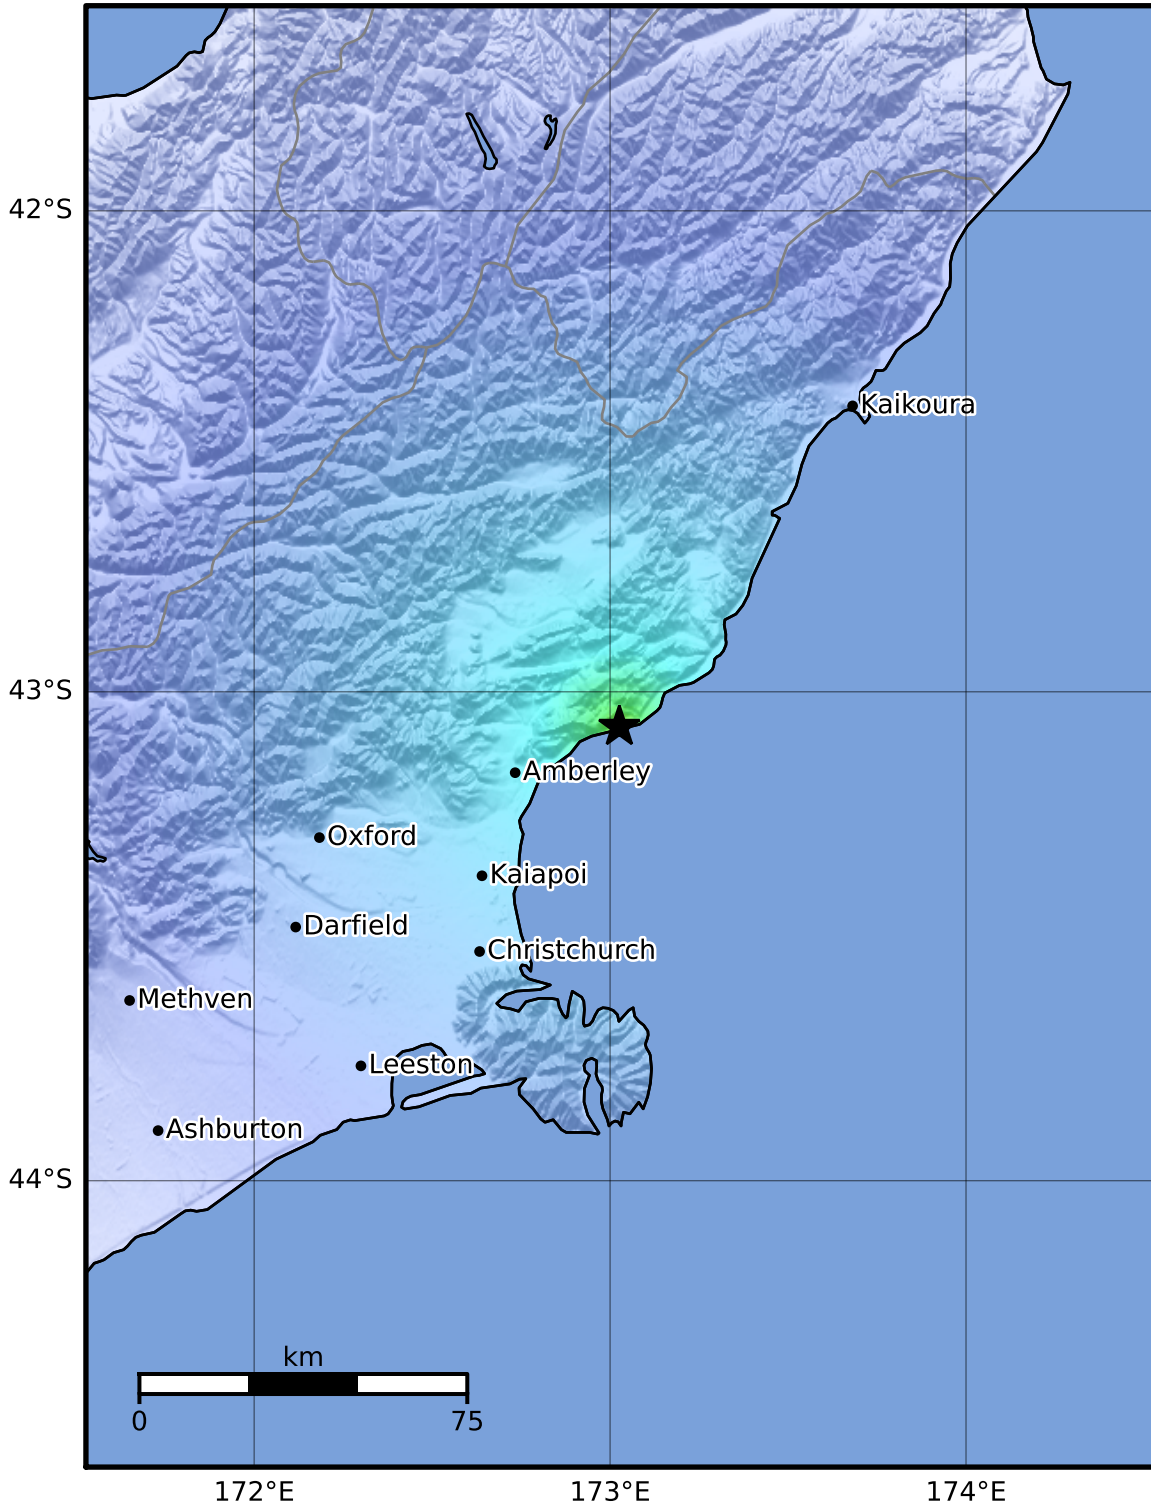 42°S
Kaikoura
43°S
Amberley
Oxford
Kaiapoi
Darfield
Christchurch
Methven
Leeston
Ashburton
44°S
km
0 75
172°E 173°E 174°E